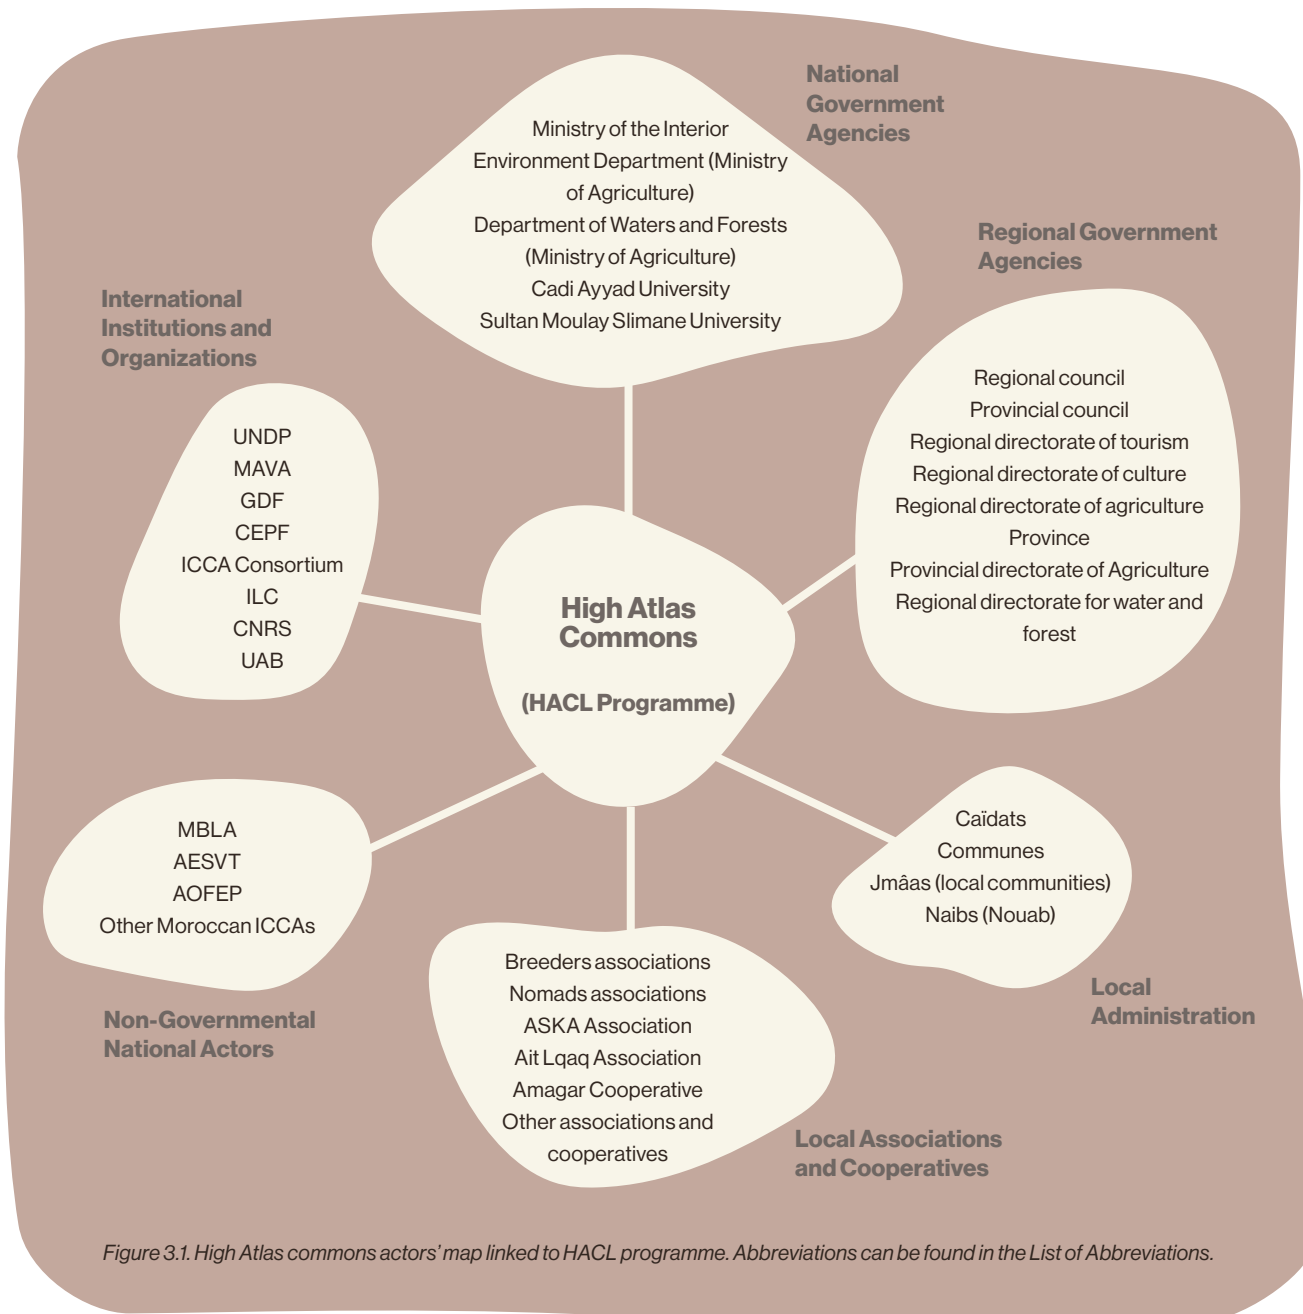 National
Government
Agencies
Ministry of the Interior
Environment Department (Ministry
of Agriculture)
Department of Waters and Forests
(Ministry of Agriculture)
Cadi Ayyad University
Sultan Moulay Slimane University
Regional Government
Agencies
Regional council
Provincial council
Regional directorate of tourism
Regional directorate of culture
Regional directorate of agriculture
Province
Provincial directorate of Agriculture
Regional directorate for water and
forest
International
Institutions and
Organizations
UNDP
MAVA
GDF
CEPF
ICCA Consortium
ILC
CNRS
UAB
High Atlas
Commons
(HACL Programme)
MBLA
AESVT
AOFEP
Other Moroccan ICCAs
Non-Governmental
National Actors
Caïdats
Communes
Jmâas (local communities)
Naibs (Nouab)
Local
Administration
Breeders associations
Nomads associations
ASKA Association
Ait Lqaq Association
Amagar Cooperative
Other associations and
cooperatives
Local Associations
and Cooperatives
Figure 3.1. High Atlas commons actors' map linked to HACL programme. Abbreviations can be found in the List of Abbreviations.